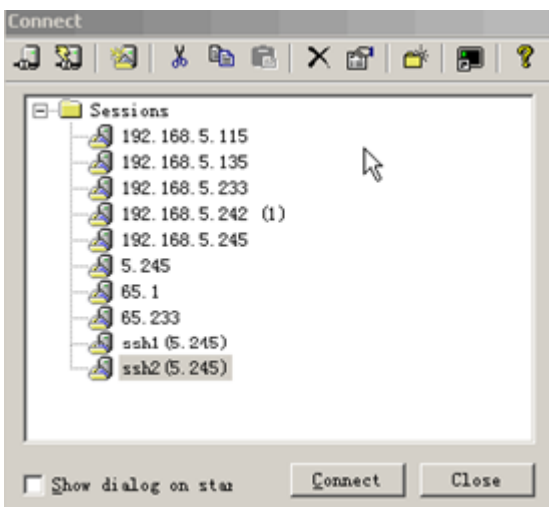 Connect
Sessions
192.168.5.115
192.168.5.135
192.168.5.233
192.168.5.242 (1)
192.168.5.245
5.245
65.1
65.233
ssh1(5.245)
ssh2(5.245)
Show dialog on star
Connect
Close